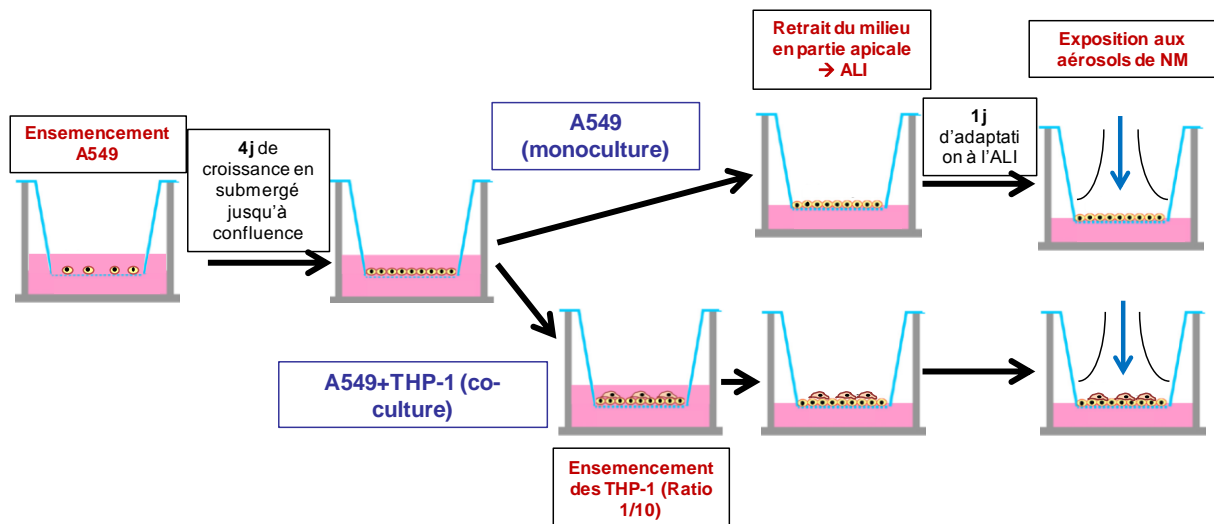 Ensemencement
A549
4j de
croissance en
submergé
jusqu'à
confluence
A549
(monoculture)
Retrait du milieu
en partie apicale
→ ALI
1j
d'adaptati
on à l'ALI
Exposition aux
aérosols de NM
A549+THP-1 (co-
culture)
Ensemencement
des THP-1 (Ratio
1/10)